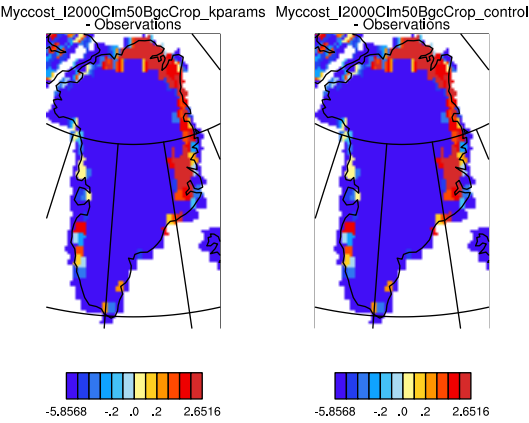 Myccost_I2000Clm50BgcCrop_kparams
- Observations
Myccost_I2000Clm50BgcCrop_control
- Observations
-5.8568 -.2 .0 .2 2.6516
-5.8568 -.2 .0 .2 2.6516